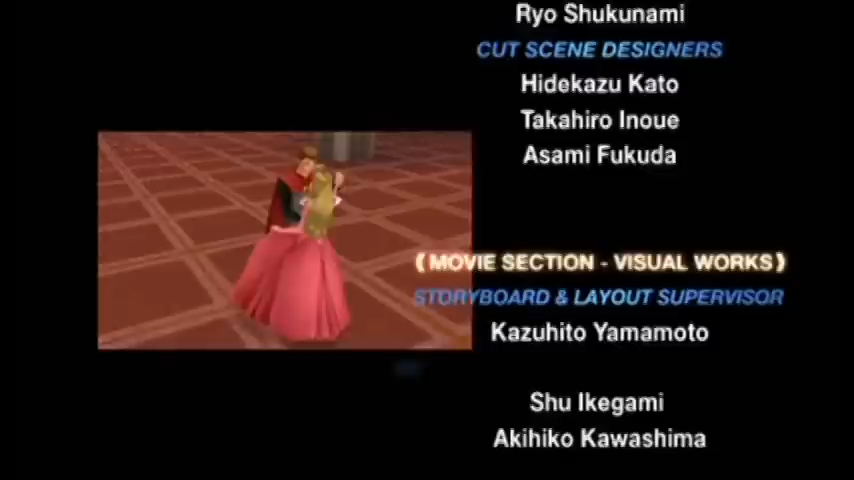 Ryo Shukunami
CUT SCENE DESIGNERS
Hidekazu Kato
Takahiro Inoue
Asami Fukuda
(MOVIE SECTION - VISUAL WORKS)
STORYBOARD & LAYOUT SUPERVISOR
Kazuhito Yamamoto
Shu Ikegami
Akihiko Kawashima